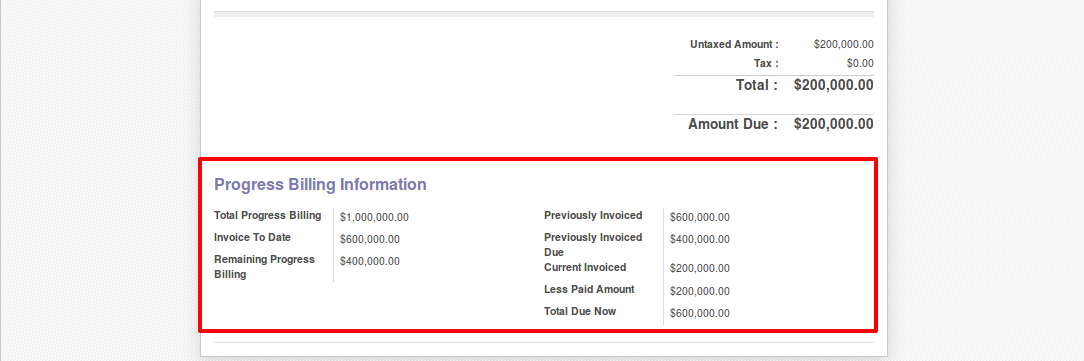 Untaxed Amount : $200,000.00
Tax : $0.00
Total : $200,000.00
Amount Due : $200,000.00
Progress Billing Information
Total Progress Billing $1,000,000.00
Invoice To Date $600,000.00
Remaining Progress $400,000.00
Billing
Previously Invoiced $600,000.00
Previously Invoiced $400,000.00
Due
Current Invoiced $200,000.00
Less Paid Amount $200,000.00
Total Due Now $600,000.00